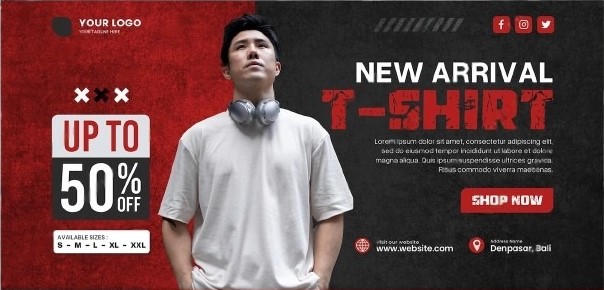 YOUR LOGO
YOUR TAGLINE HERE
UP TO
50%
OFF
AVAILABLE SIZES :
S - M - L - XL - XXL
NEW ARRIVAL
T-SHIRT
Lorem ipsum dolor sit amet, consectetur adipiscing elit,
sed do eiusmod tempor incididunt ut labore et dolore
magna aliqua. Quis ipsum suspendisse ultrices gravida.
Risus commodo viverra maecenas.
SHOP NOW
Visit our website
www.website.com
Address Name
Denpasar, Bali